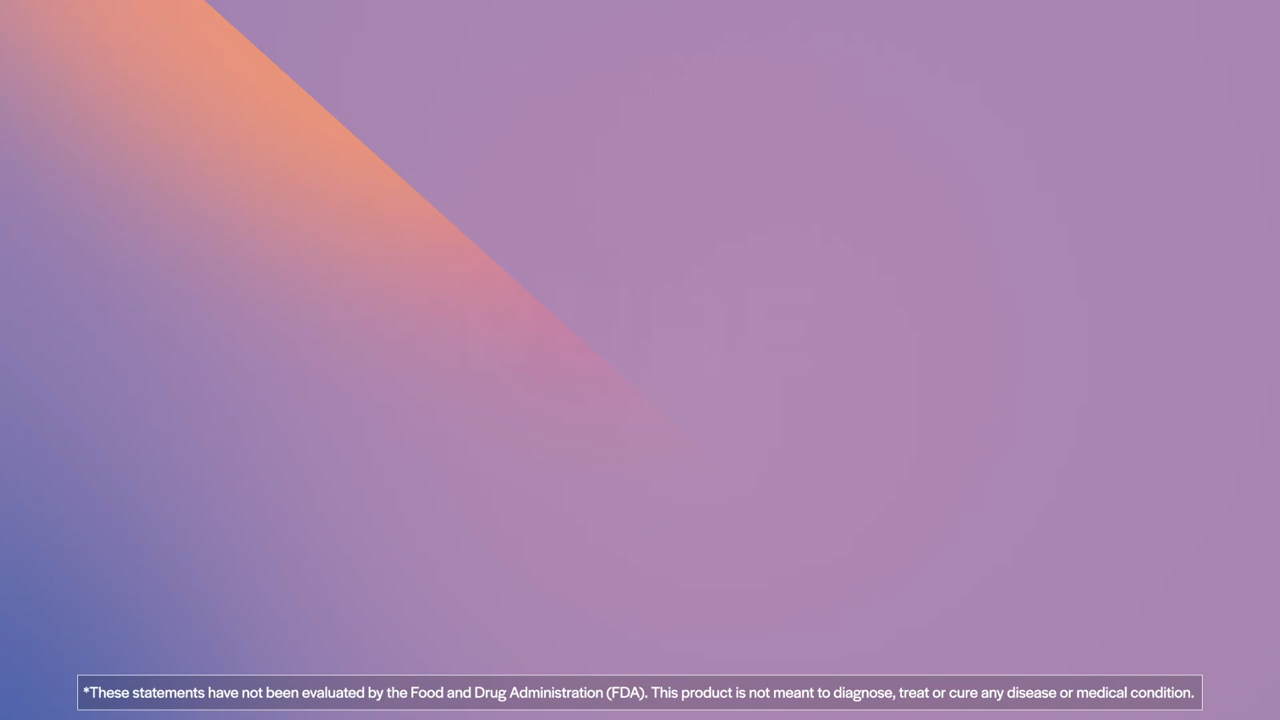 *These statements have not been evaluated by the Food and Drug Administration (FDA). This product is not meant to diagnose, treat or cure any disease or medical condition.